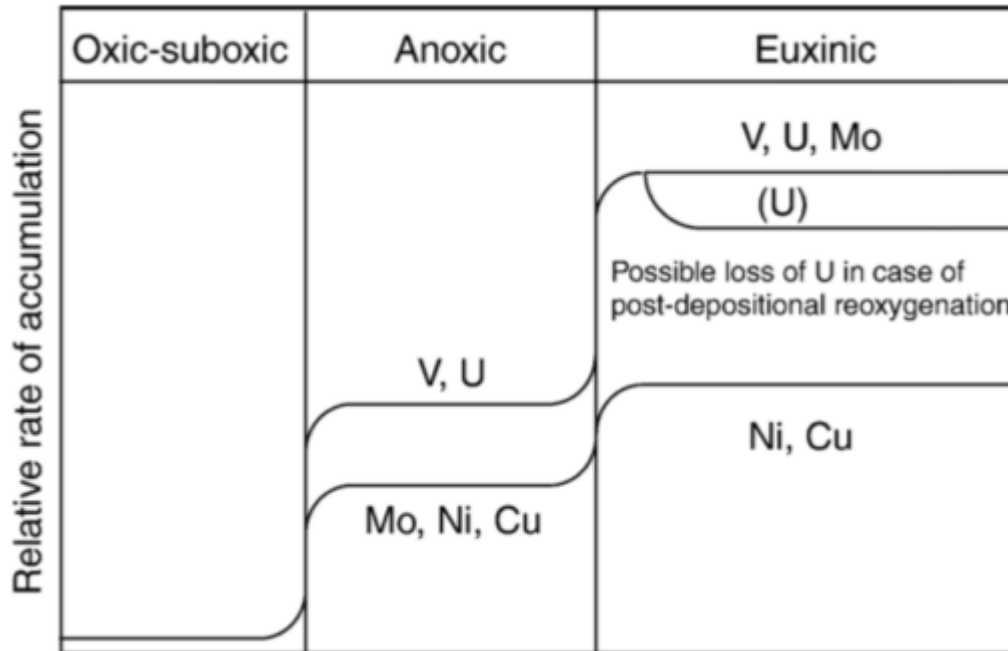 Oxic-suboxic
Anoxic
Euxinic
Relative rate of accumulation
V, U, Mo
(U)
Possible loss of U in case of
post-depositional reoxygenation
V, U
Mo, Ni, Cu
Ni, Cu